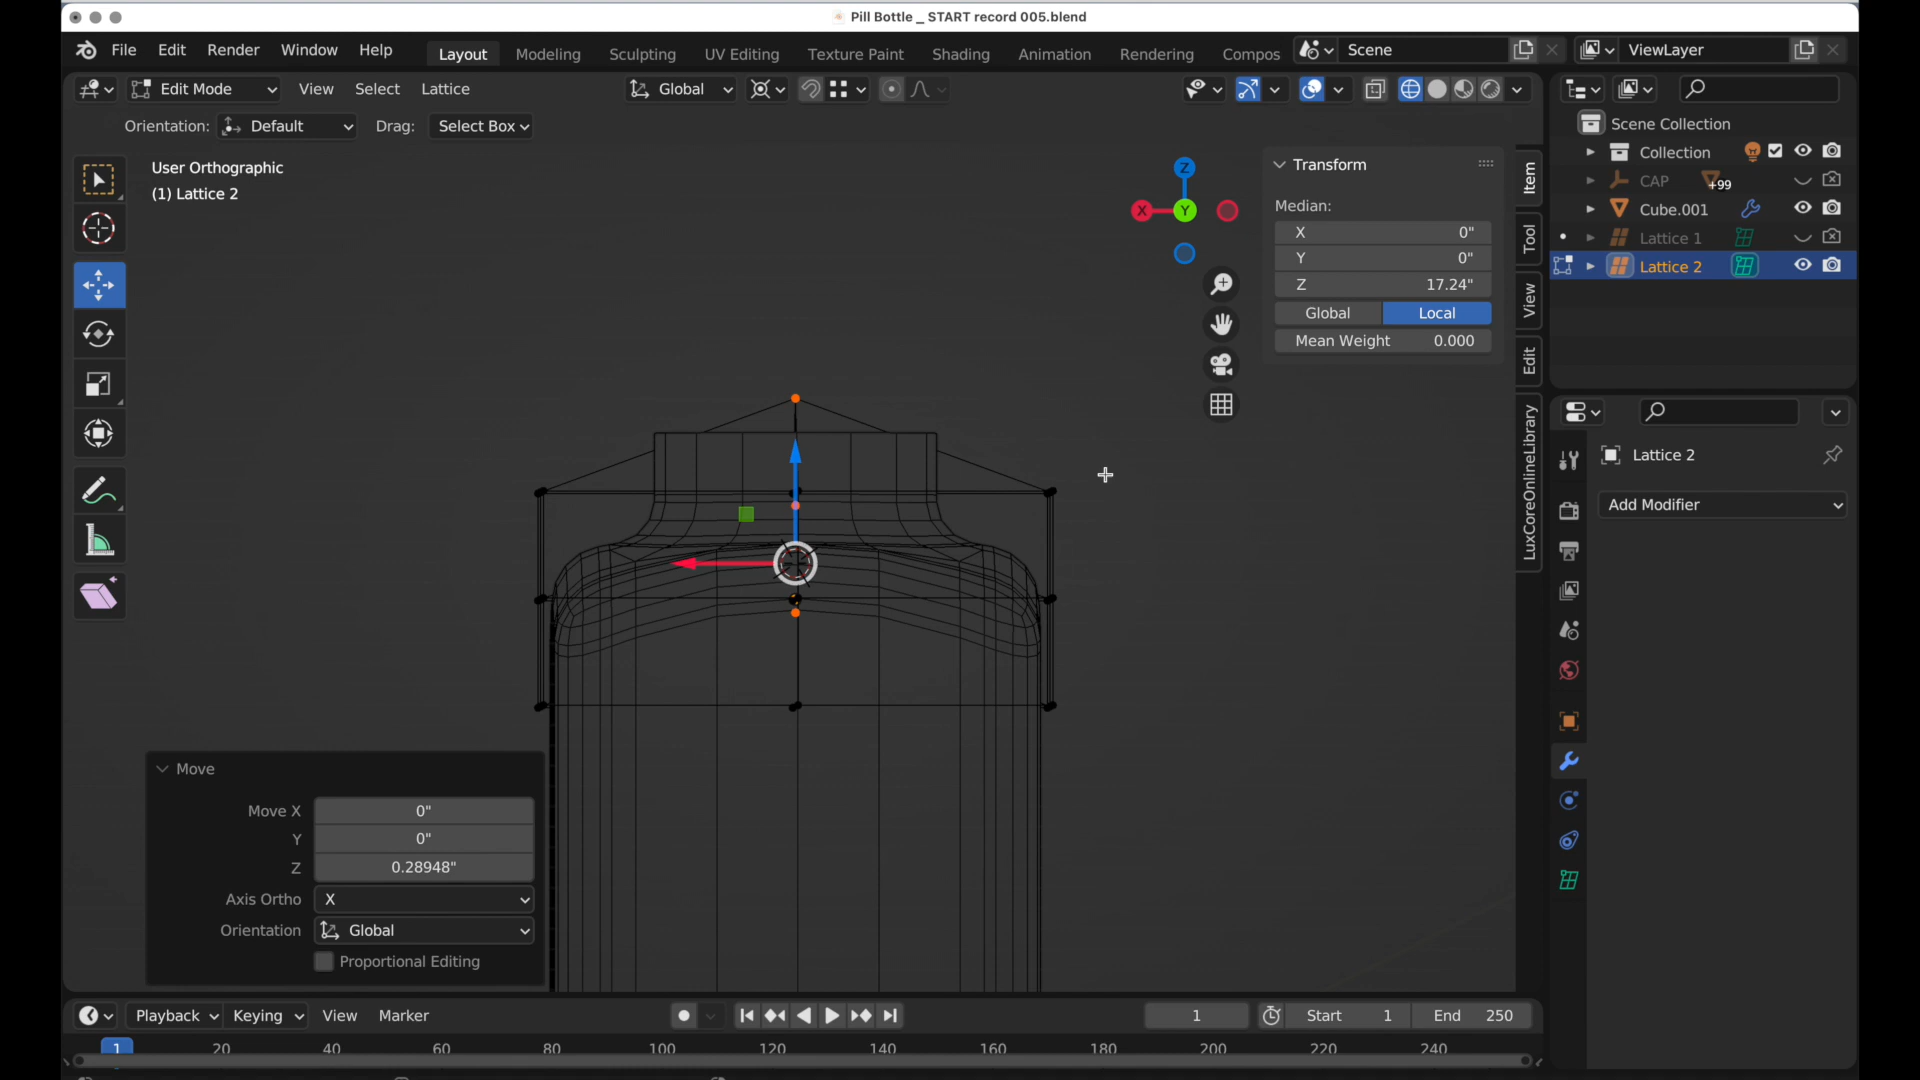 Pill Bottle _ START record 005.blend
File Edit Render Window Help Layout Modeling Sculpting UV Editing Texture Paint Shading Animation Rendering Compos Scene ViewLayer
Edit Mode View Select Lattice Global
Orientation: Default Drag: Select Box
User Orthographic
(1) Lattice 2
Z
X
Y
Transform
Median:
X 0"
Y 0"
Z 17.24"
Global Local
Mean Weight 0.000
Item
Tool
View
Edit
LuxCoreOnlineLibrary
Scene Collection
Collection
CAP +99
Cube.001
Lattice 1
Lattice 2
Lattice 2
Add Modifier
Move
Move X 0"
Y 0"
Z 0.28948"
Axis Ortho X
Orientation Global
Proportional Editing
Playback Keying View Marker 1 Start 1 End 250
1 20 40 60 80 100 120 140 160 180 200 220 240